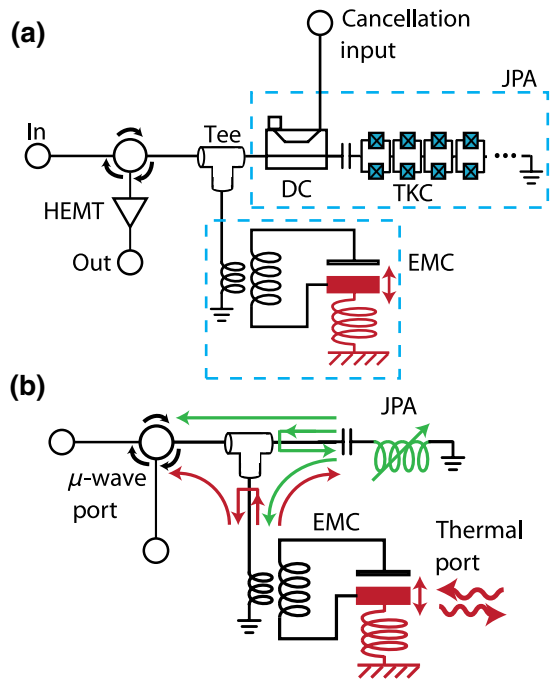 (a)
Cancellation
input
JPA
In
Tee
HEMT
DC
TKC
Out
EMC
(b)
JPA
μ-wave
port
EMC
Thermal
port